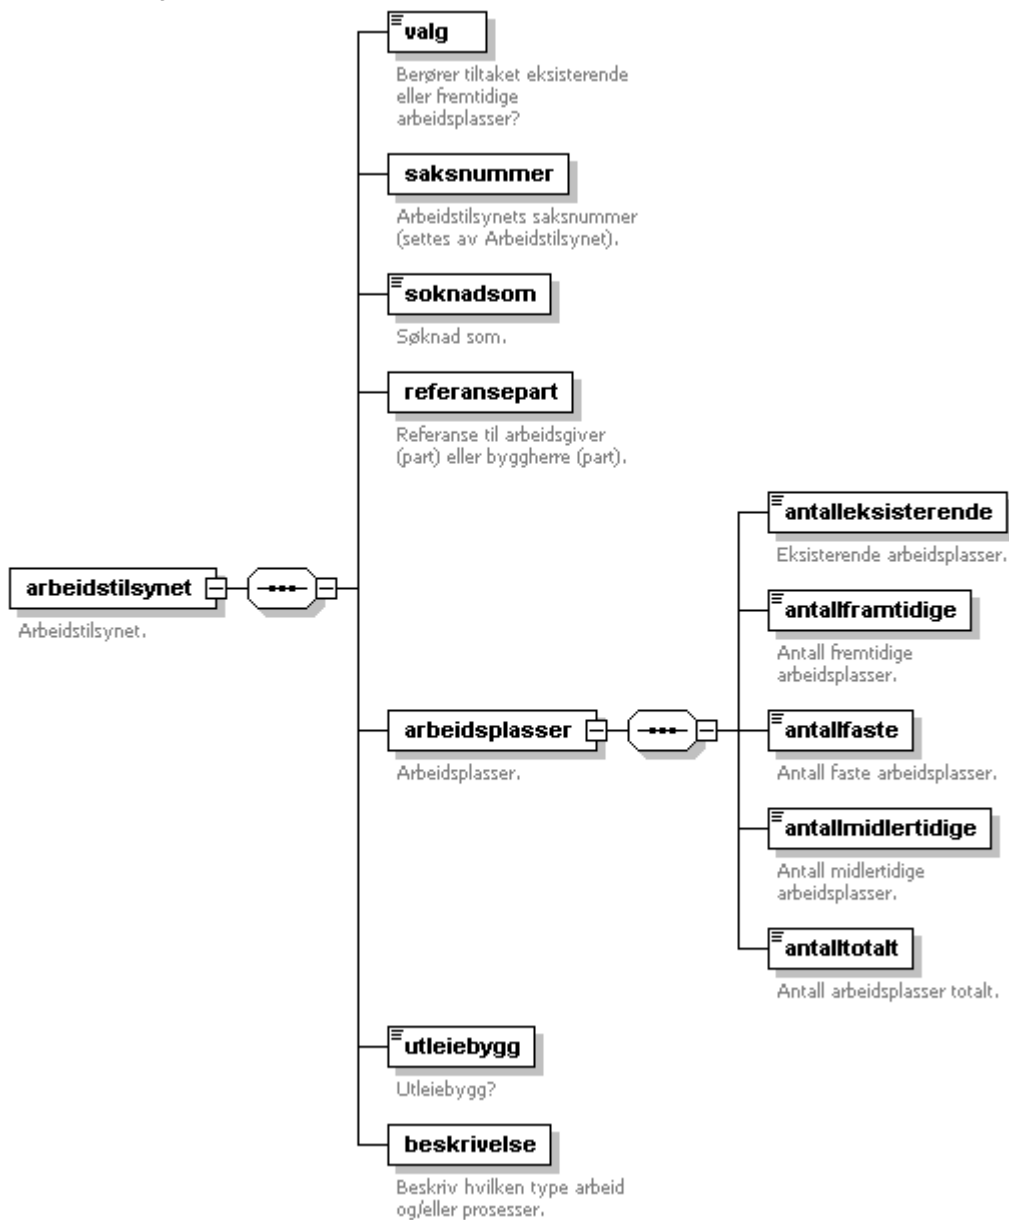 valg
Berører tiltaket eksisterende
eller fremtidige
arbeidsplasser?
saksnummer
Arbeidstilsynets saksnummer
(settes av Arbeidstilsynet).
soknadsom
Søknad som.
referansepart
Referanse til arbeidsgiver
(part) eller byggherre (part).
arbeidstilsynet
Arbeidstilsynet.
arbeidsplasser
Arbeidsplasser.
antalleksisterende
Eksisterende arbeidsplasser.
antallframtidige
Antall fremtidige
arbeidsplasser.
antallfaste
Antall faste arbeidsplasser.
antallmidlertidige
Antall midlertidige
arbeidsplasser.
antalltotalt
Antall arbeidsplasser totalt.
utleiebygg
Utleiebygg?
beskrivelse
Beskriv hvilken type arbeid
og/eller prosesser.